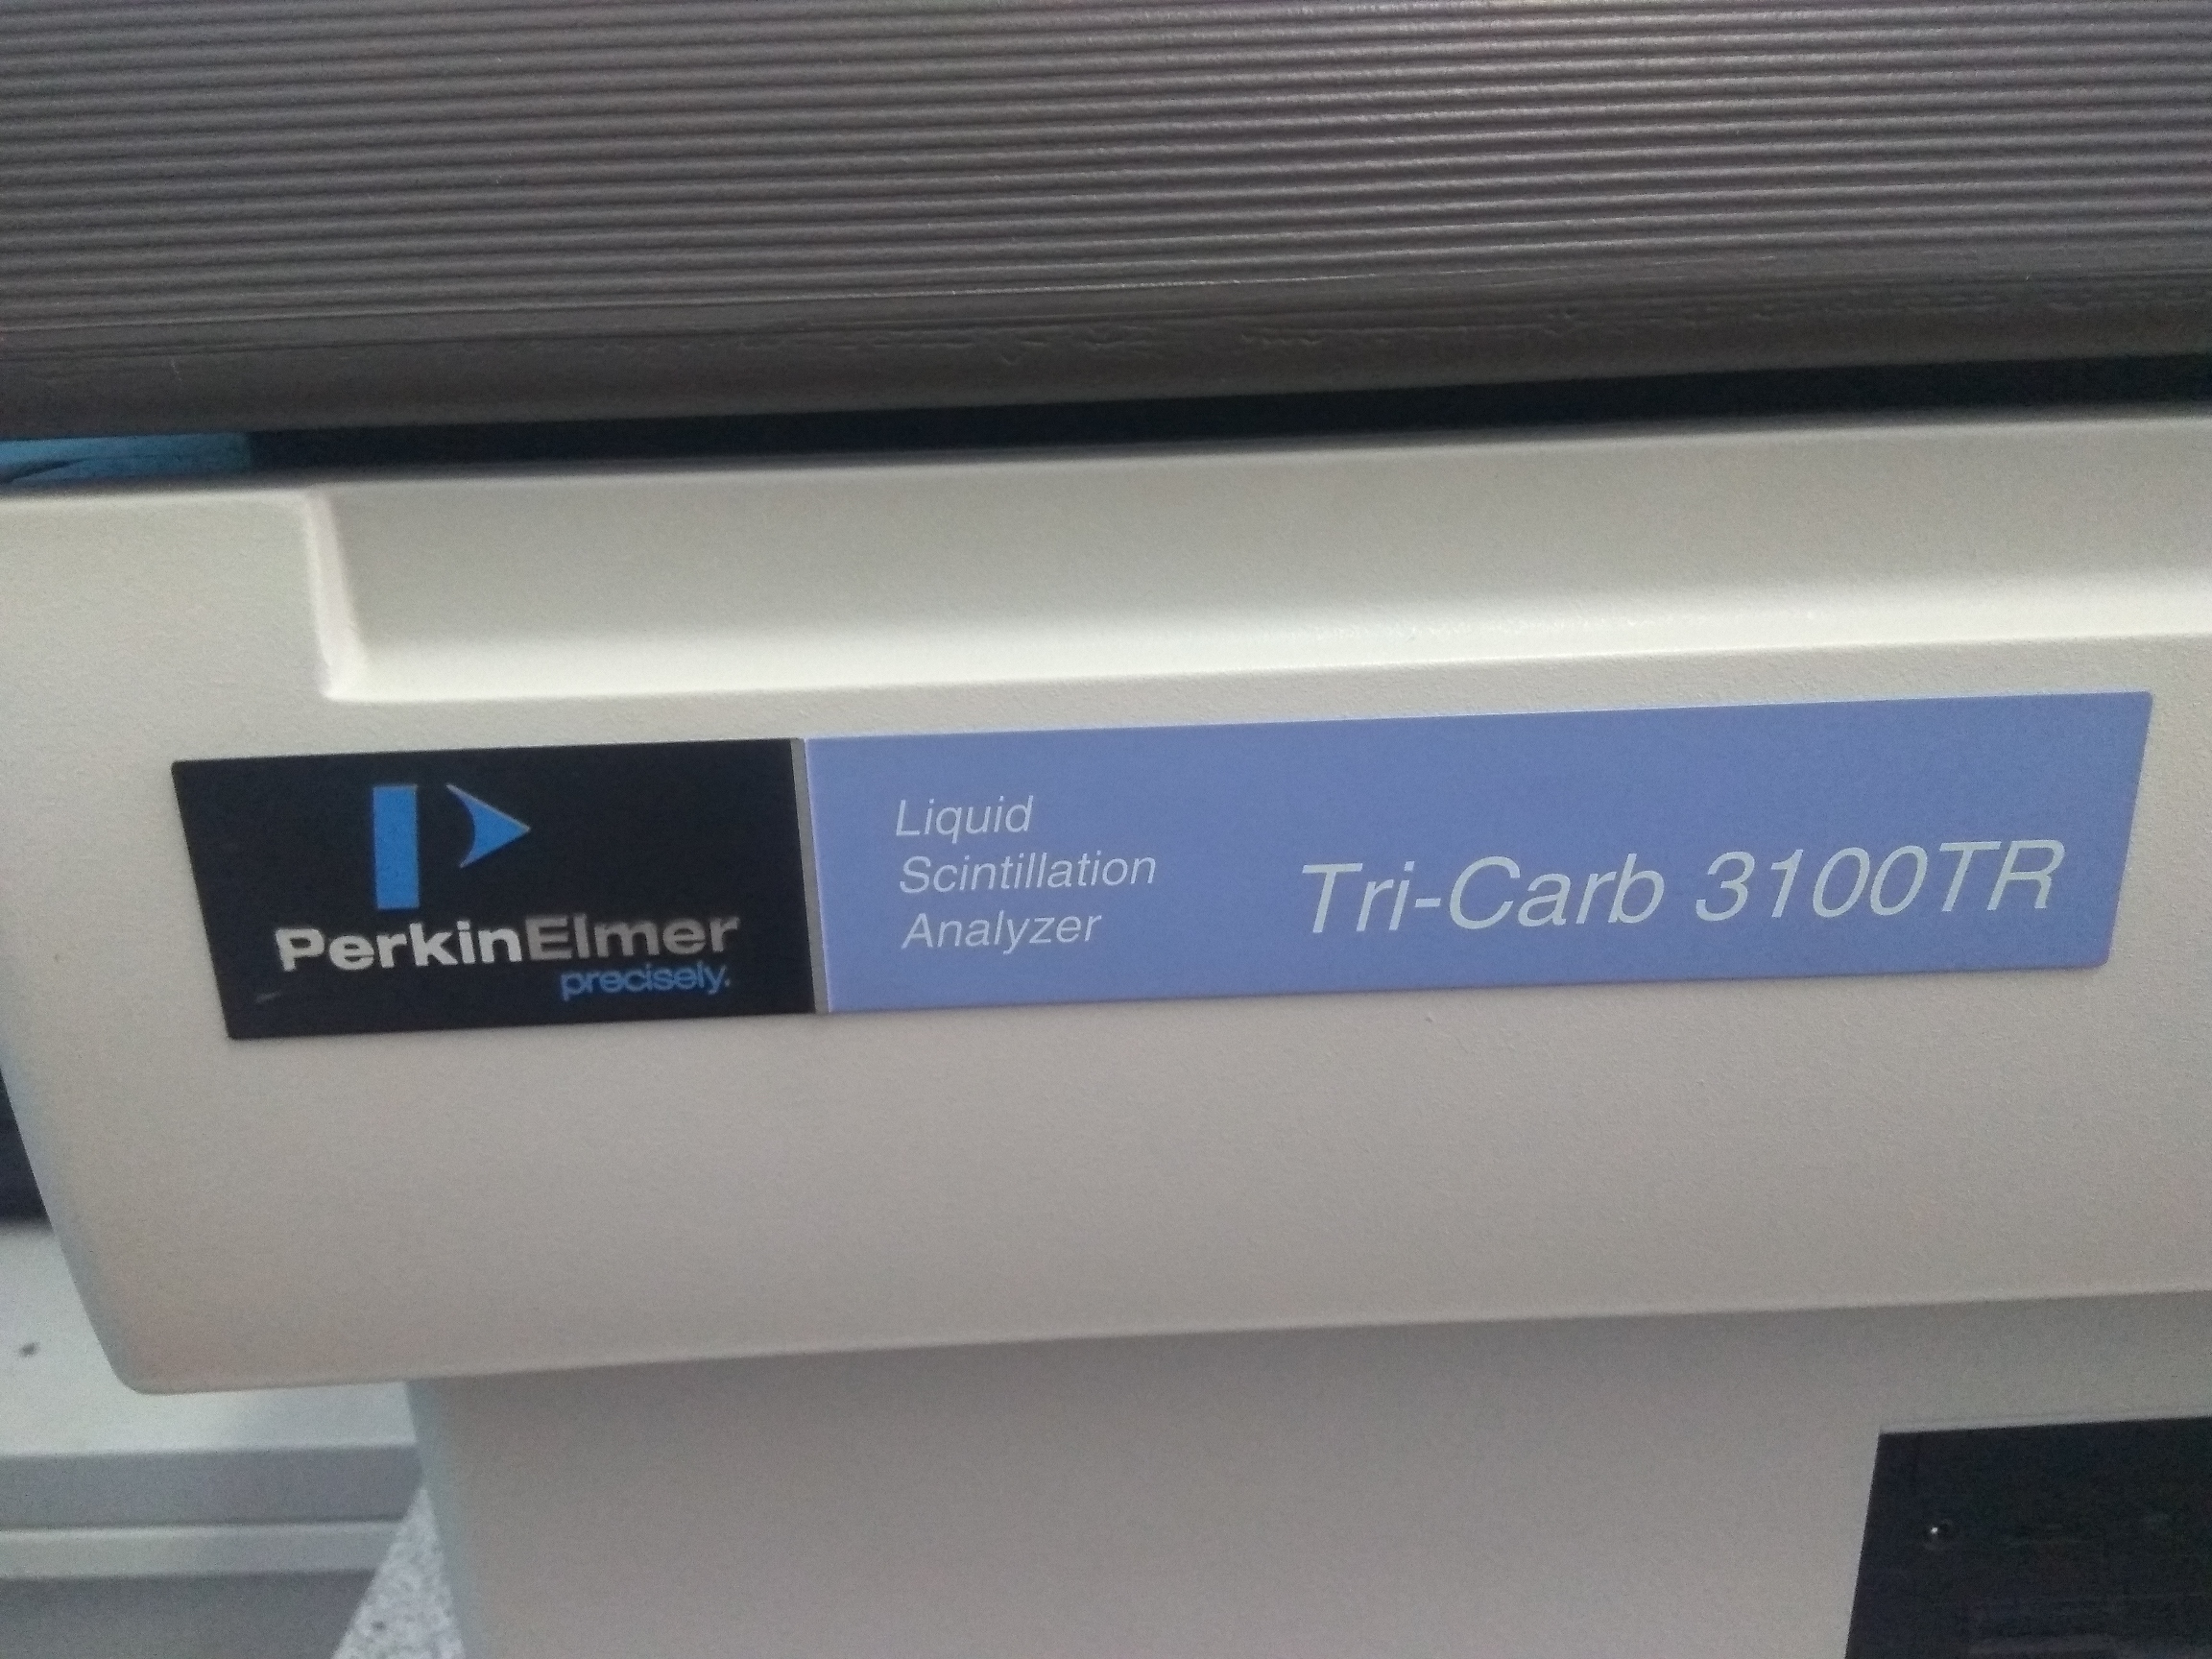 PerkinElmer
precisely.
Liquid
Scintillation
Analyzer
Tri-Carb 3100TR